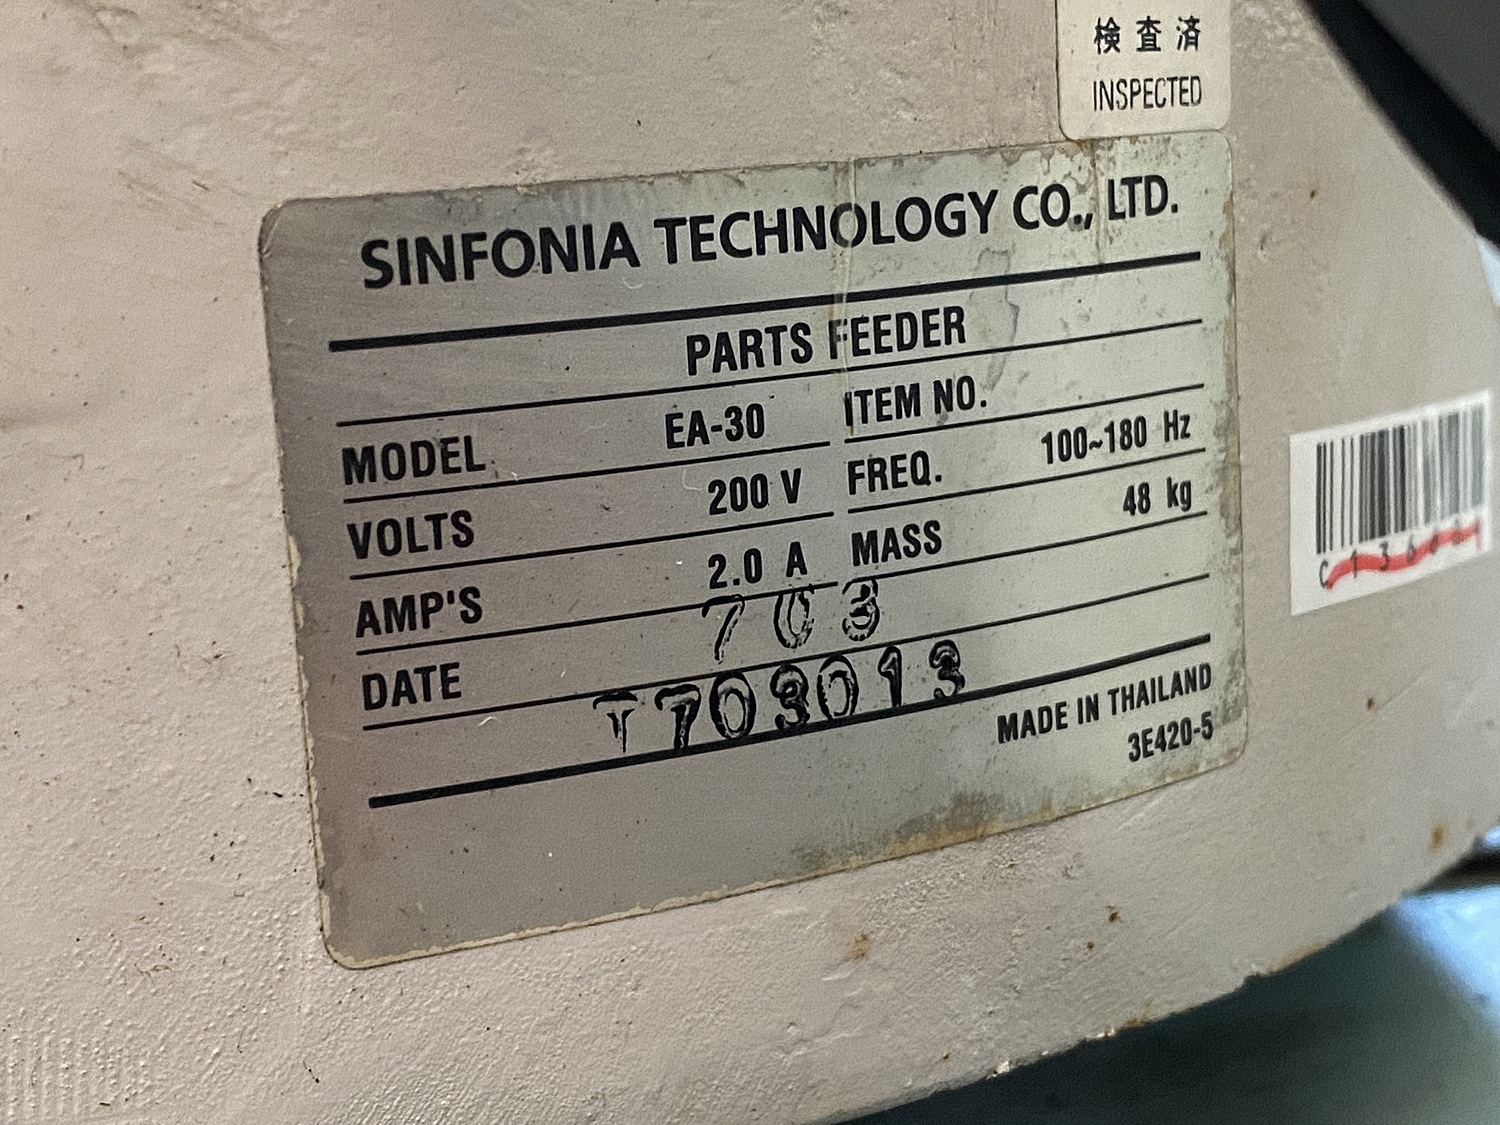 検査済
INSPECTED
SINFONIA TECHNOLOGY CO., LTD.
PARTS FEEDER
MODEL EA-30 ITEM NO.
VOLTS 200 V FREQ. 100~180 Hz
AMP'S 2.0 A MASS 48 kg
DATE 703
T703013
MADE IN THAILAND
3E420-5